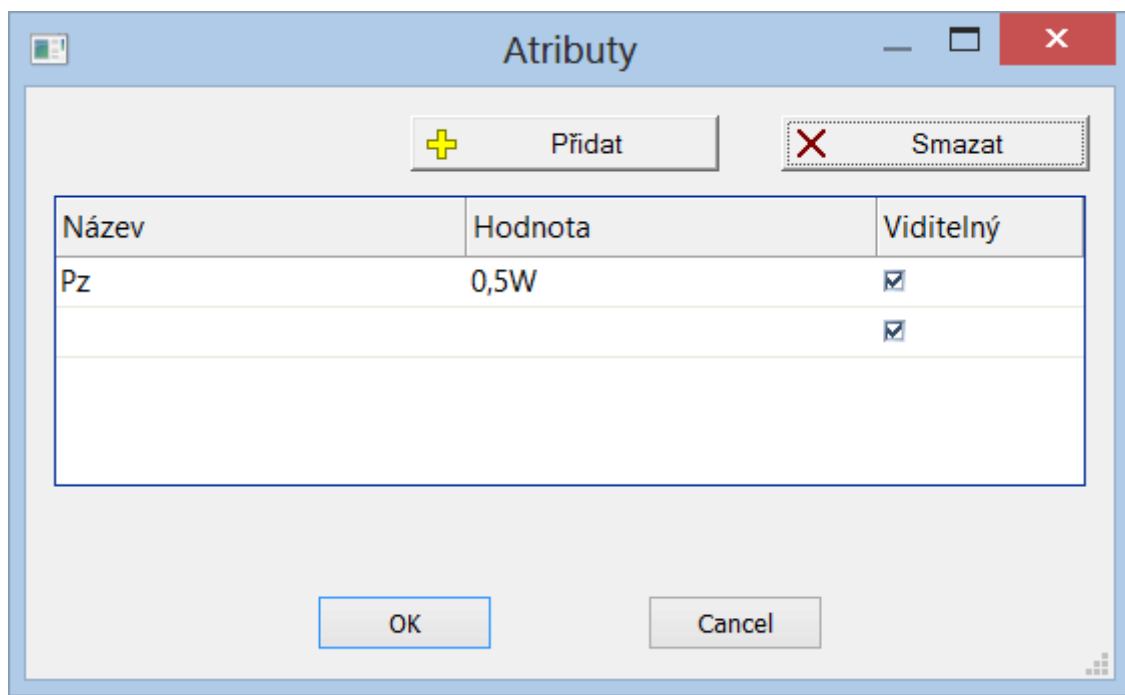 Atributy
Přidat Smazat
Název Hodnota Viditelný
Pz 0,5W
OK Cancel